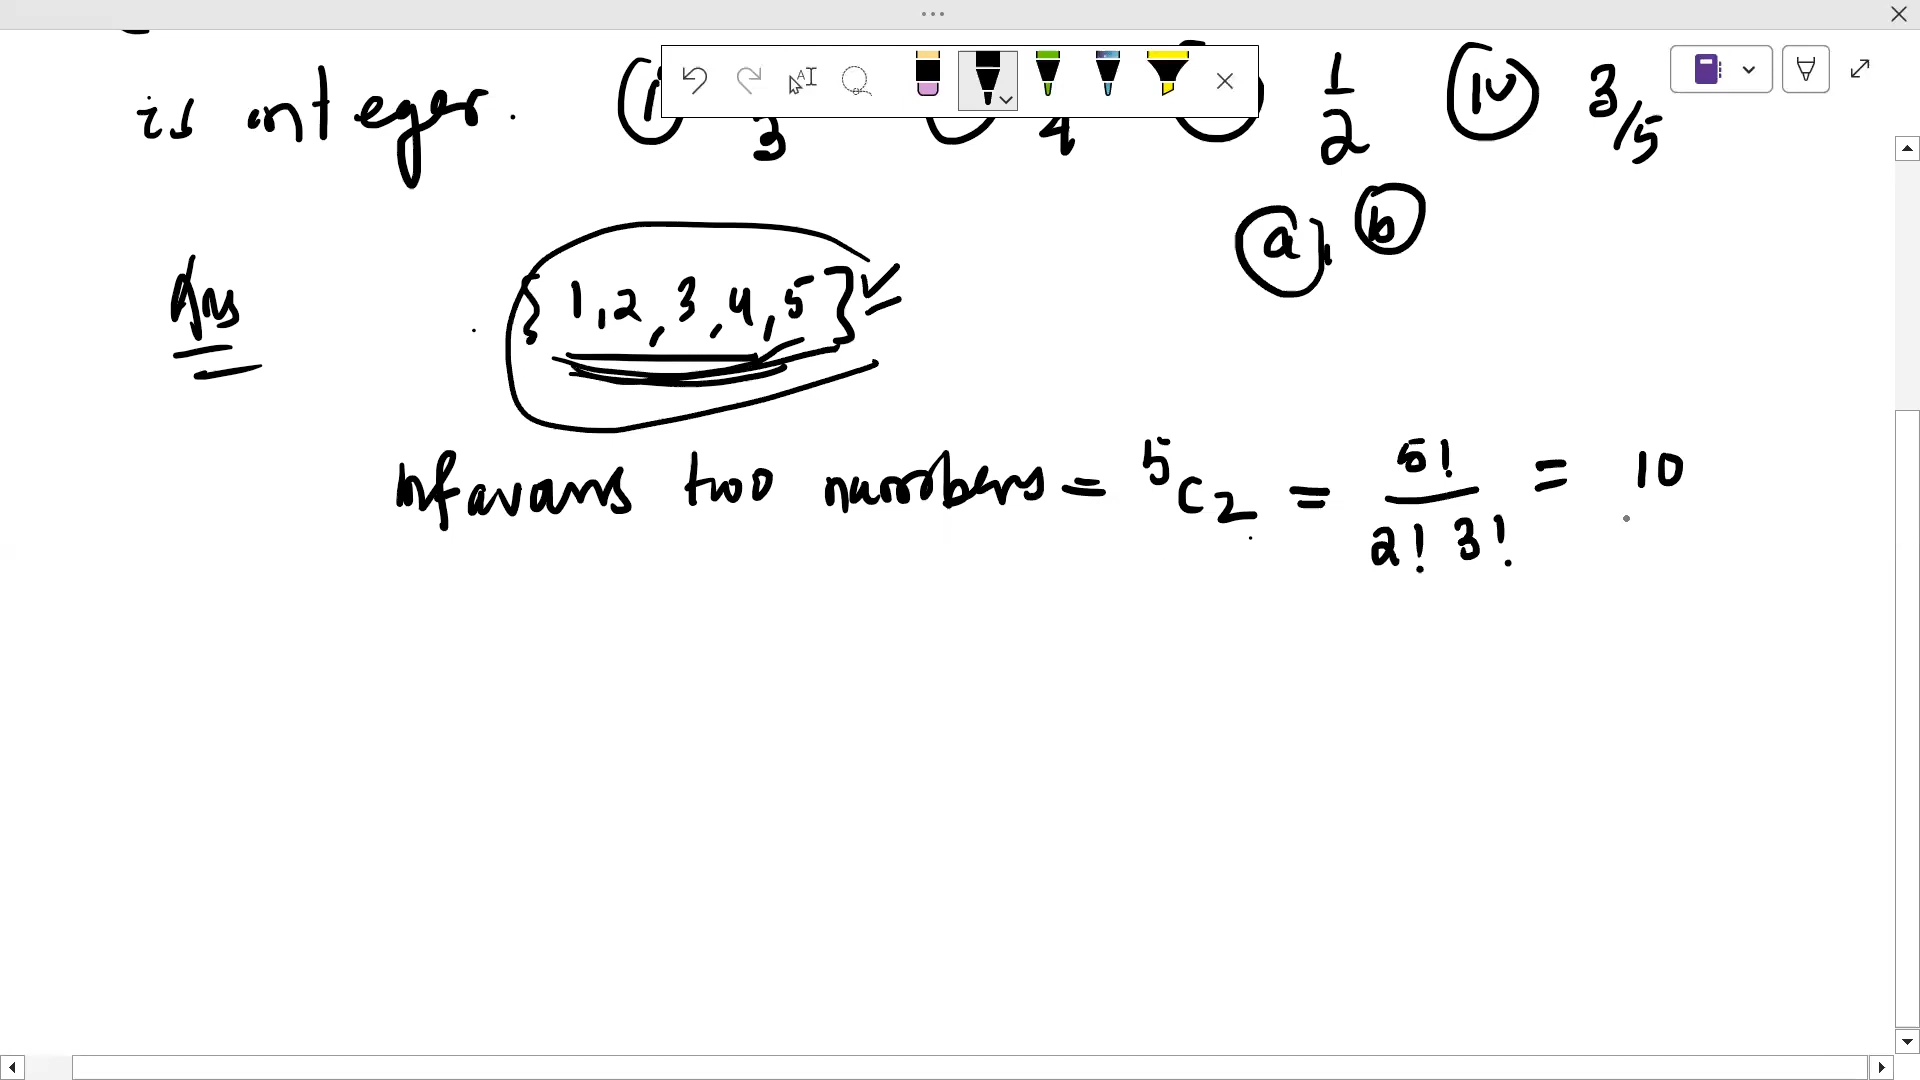 is integer. (i) 3 4 1/2 (iv) 3/5
a, b
Ans { 1, 2, 3, 4, 5 }
two numbers = ⁵C₂ = 5!/2! 3! = 10